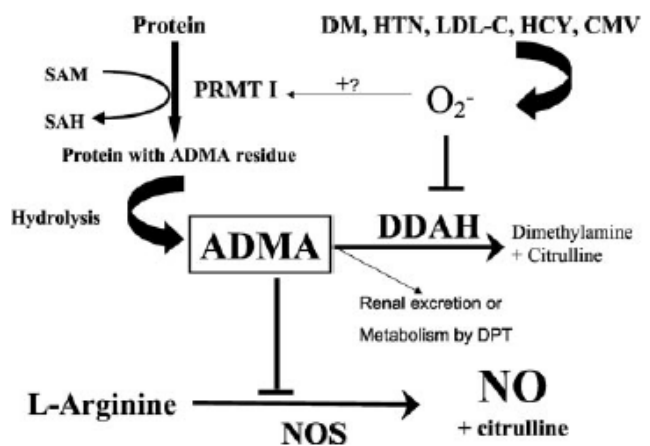 Protein
DM, HTN, LDL-C, HCY, CMV
SAM
PRMT I
+?
O₂⁻
SAH
Protein with ADMA residue
Hydrolysis
ADMA
DDAH
Dimethylamine
+ Citrulline
Renal excretion or
Metabolism by DPT
L-Arginine
NOS
NO
+ citrulline